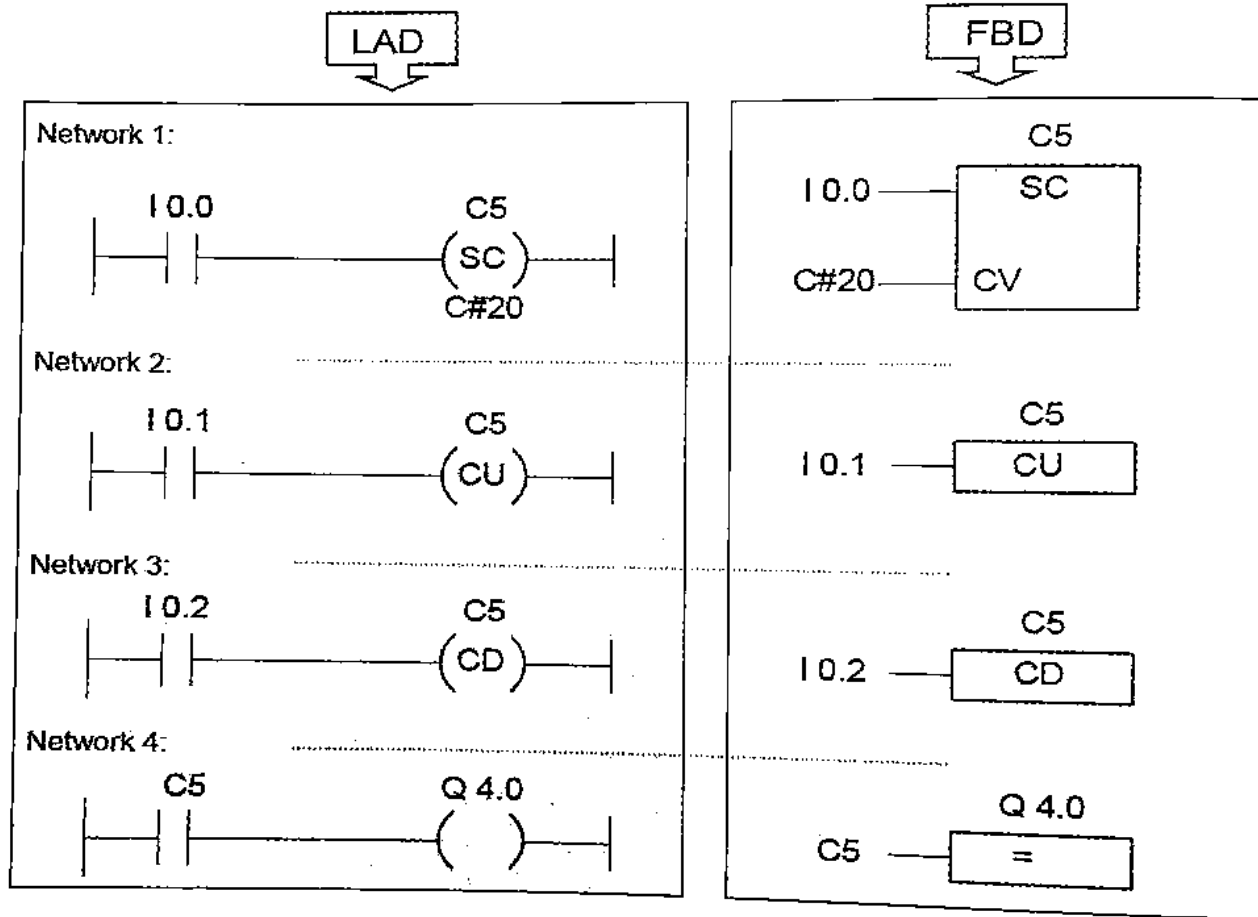 LAD
Network 1:
I 0.0
C5
SC
C#20
Network 2:
I 0.1
C5
CU
Network 3:
I 0.2
C5
CD
Network 4:
C5
Q 4.0
FBD
C5
I 0.0
SC
C#20
CV
C5
I 0.1
CU
C5
I 0.2
CD
Q 4.0
C5
=